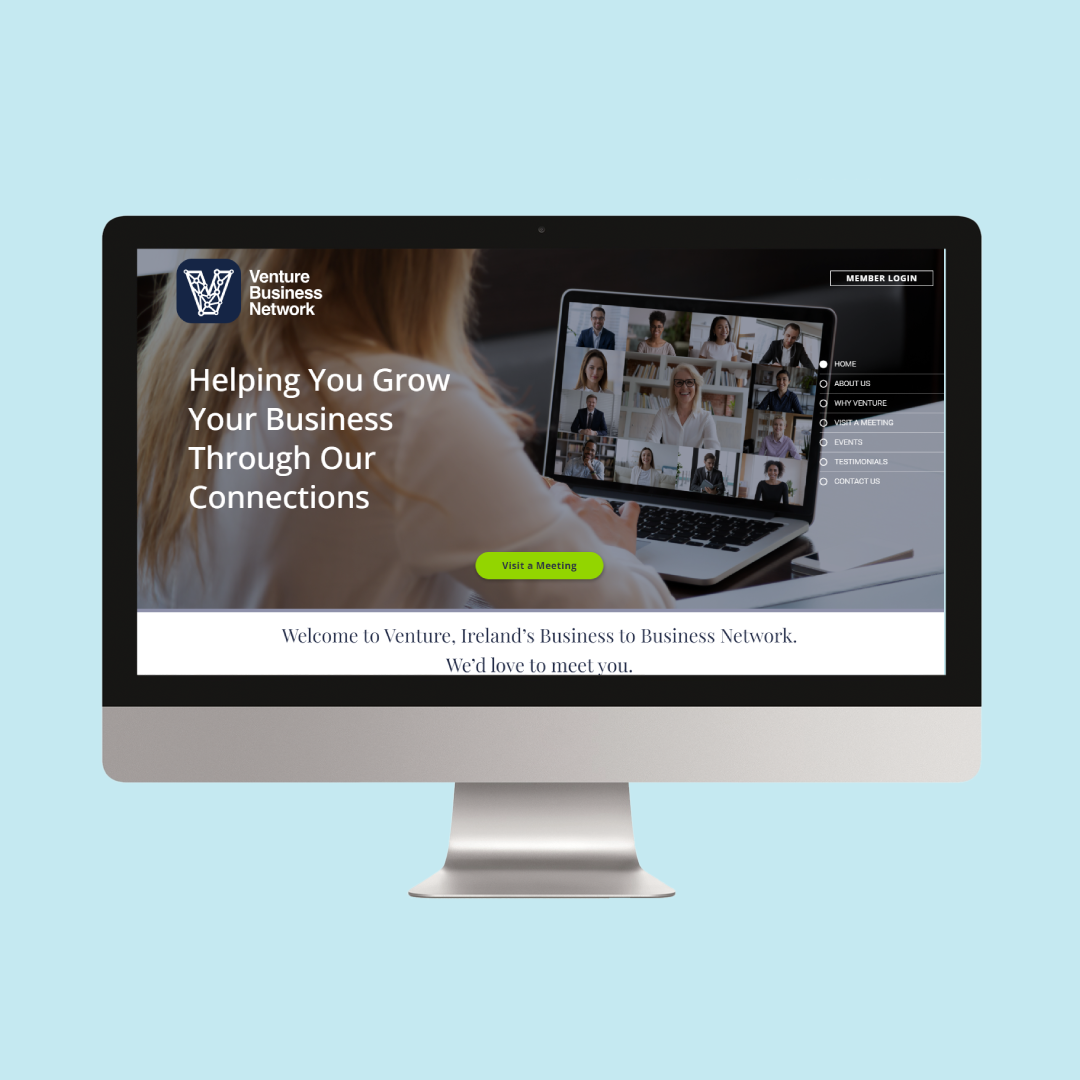 Venture
Business
Network
MEMBER LOGIN
Helping You Grow
Your Business
Through Our
Connections
HOME
ABOUT US
WHY VENTURE
VISIT A MEETING
EVENTS
TESTIMONIALS
CONTACT US
Visit a Meeting
Welcome to Venture, Ireland’s Business to Business Network.
We’d love to meet you.